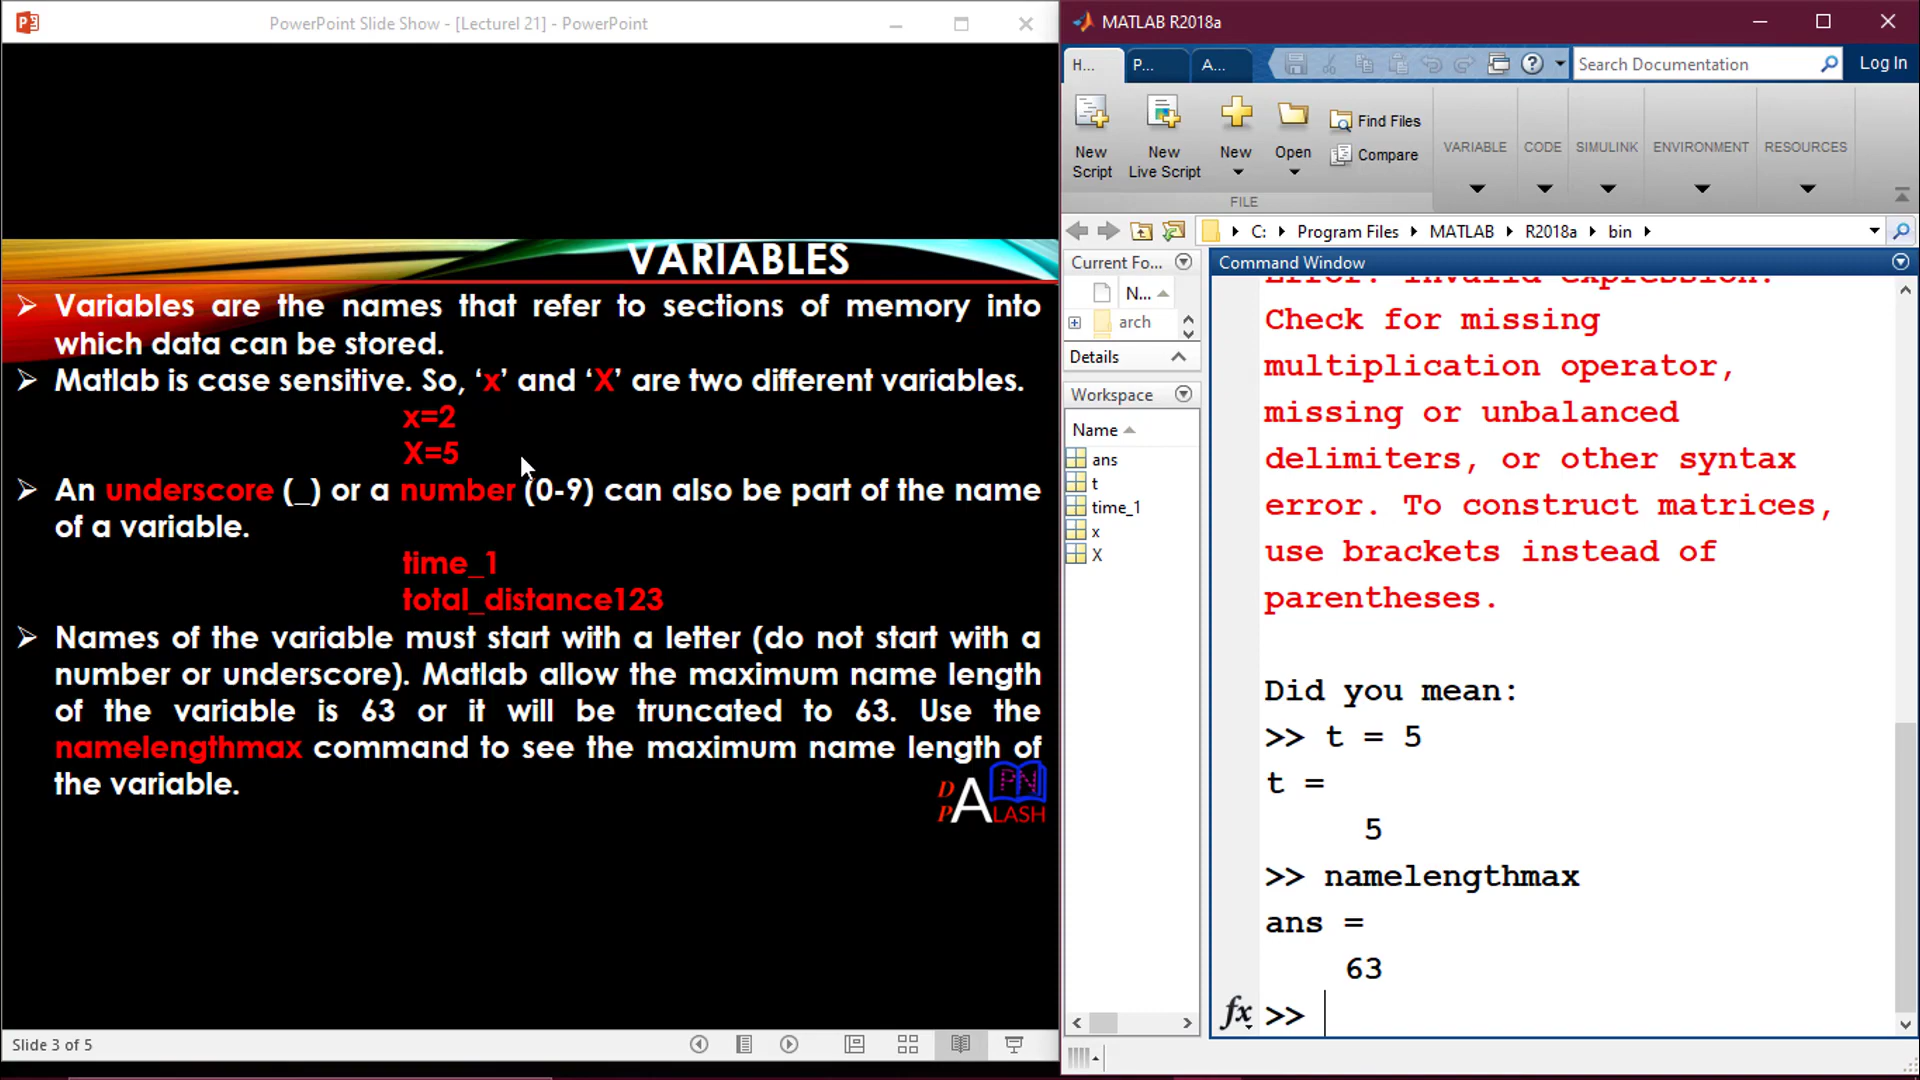 PowerPoint Slide Show - [Lecturel 21] - PowerPoint
VARIABLES
Variables are the names that refer to sections of memory into
which data can be stored.
Matlab is case sensitive. So, ‘x’ and ‘X’ are two different variables.
x=2
X=5
An underscore (_) or a number (0-9) can also be part of the name
of a variable.
time_1
total_distance123
Names of the variable must start with a letter (do not start with a
number or underscore). Matlab allow the maximum name length
of the variable is 63 or it will be truncated to 63. Use the
namelengthmax command to see the maximum name length of
the variable.
D
P
A
PN
LASH
Slide 3 of 5
MATLAB R2018a
H... P... A...
Search Documentation
Log In
New
Script
New
Live Script
New
Open
Find Files
Compare
FILE
VARIABLE
CODE
SIMULINK
ENVIRONMENT
RESOURCES
C: Program Files MATLAB R2018a bin
Current Fo...
N...
arch
Details
Workspace
Name
ans
t
time_1
x
X
Command Window
Error: Invalid expression.
Check for missing
multiplication operator,
missing or unbalanced
delimiters, or other syntax
error. To construct matrices,
use brackets instead of
parentheses.
Did you mean:
>> t = 5
t =
5
>> namelengthmax
ans =
63
fx >>